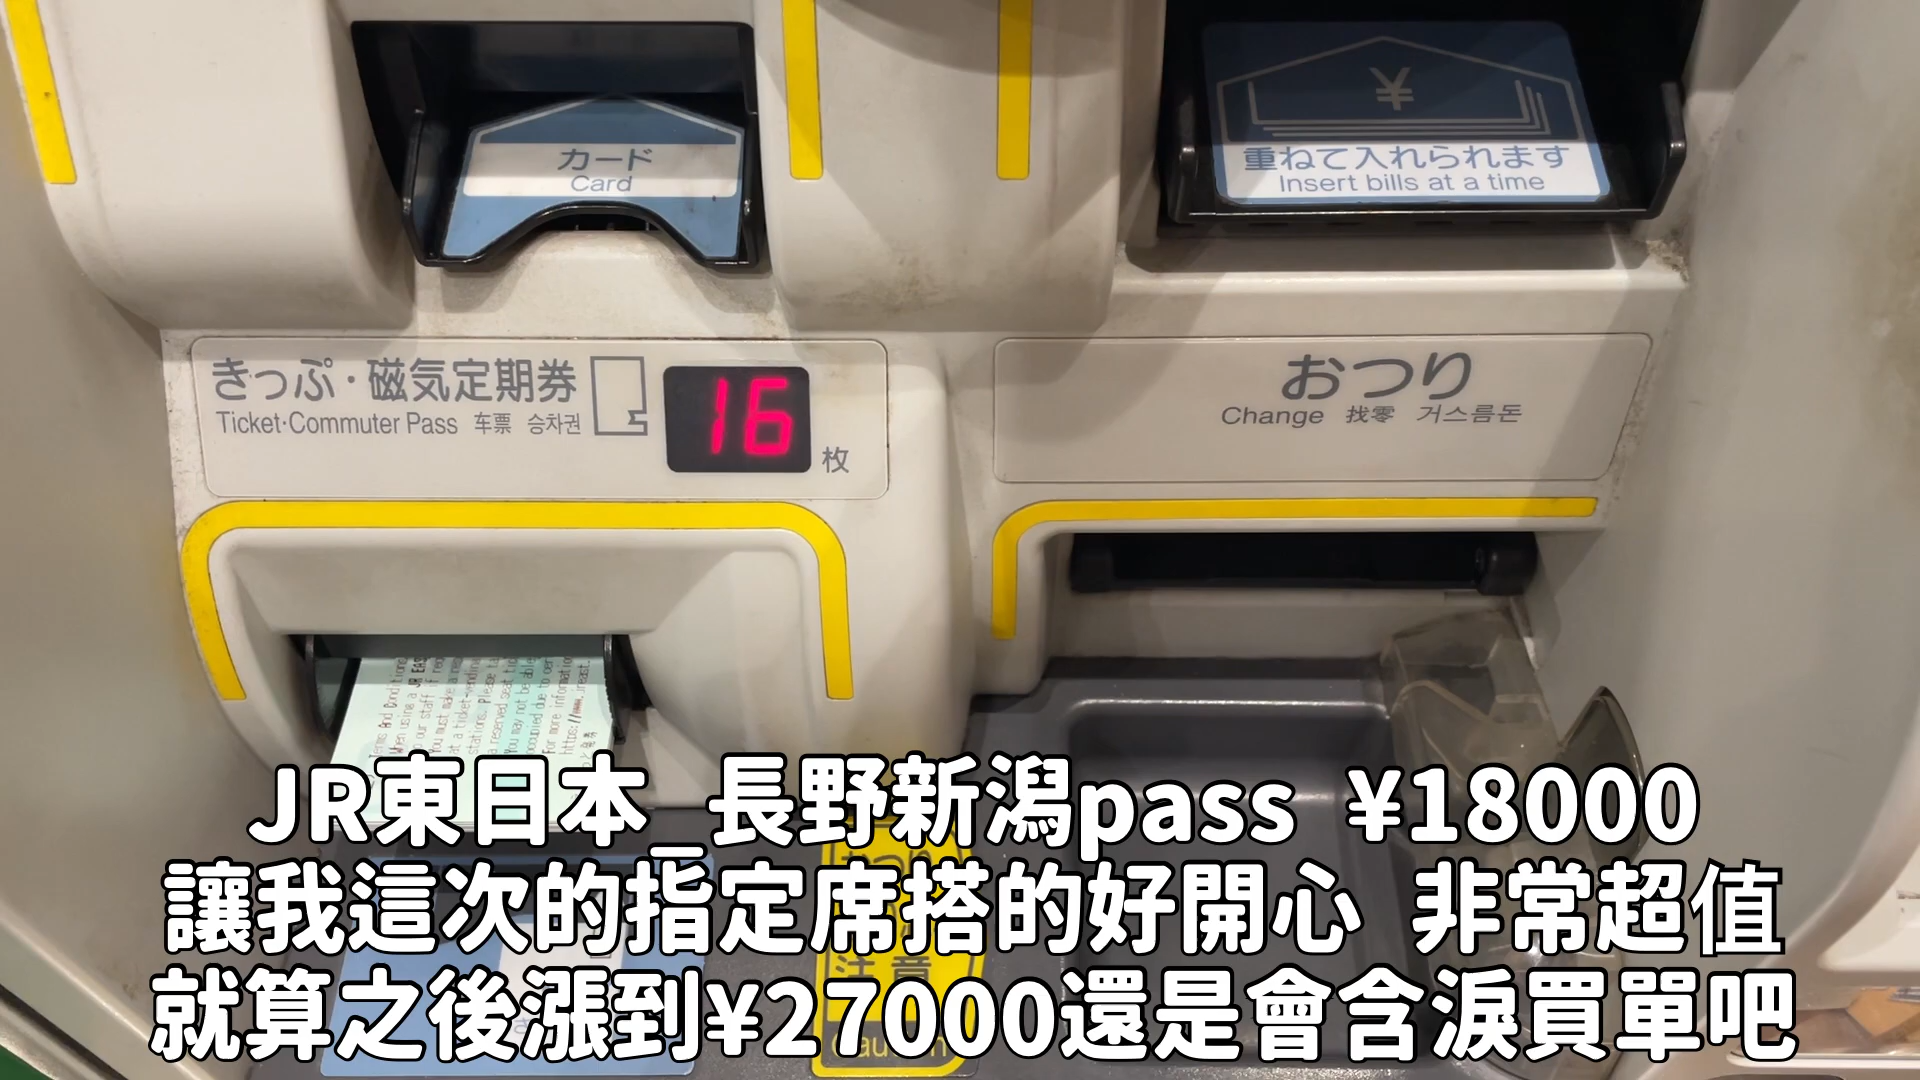 カード
Card
¥
重ねて入れられます
Insert bills at a time
きっぷ・磁気定期券
Ticket·Commuter Pass 车票 승차권
16
枚
おつり
Change 找零 거스름돈
JR東日本_長野新潟pass ¥18000
讓我這次的指定席搭的好開心_非常超值
就算之後漲到¥27000還是會含淚買單吧
注意
Caution